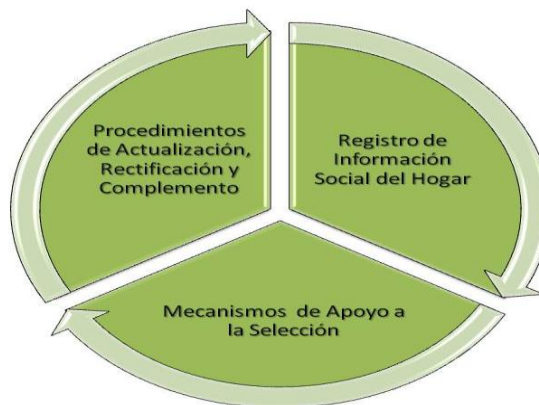 Procedimientos
de Actualización,
Rectificación y
Complemento
Registro de
Información
Social del Hogar
Mecanismos de Apoyo a
la Selección